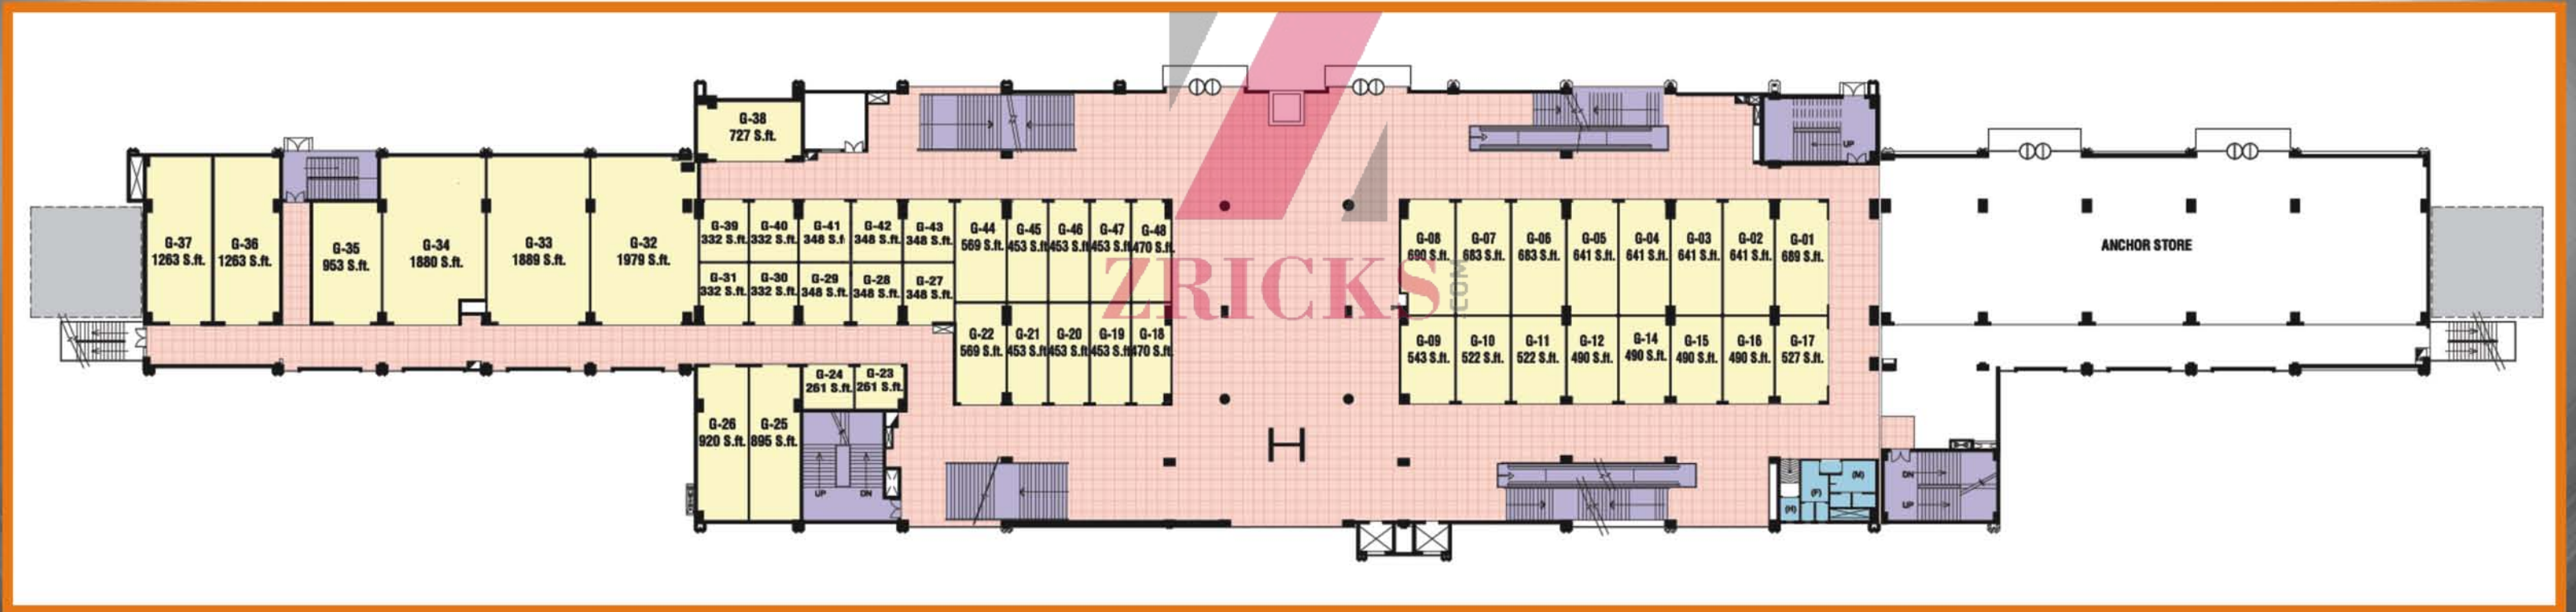 G-38
727 S.ft.
G-37
1263 S.ft.
G-36
1263 S.ft.
G-35
953 S.ft.
G-34
1880 S.ft.
G-33
1889 S.ft.
G-32
1979 S.ft.
G-39
332 S.ft.
G-40
332 S.ft.
G-41
348 S.f
G-42
348 S.ft.
G-43
348 S.ft.
G-44
569 S.ft.
G-45
453 S.ft
G-46
453 S.ft
G-47
453 S.ft
G-48
470 S.ft.
G-31
332 S.ft.
G-30
332 S.ft.
G-29
348 S.ft.
G-28
348 S.ft.
G-27
348 S.ft.
G-22
569 S.ft.
G-21
453 S.ft
G-20
453 S.ft
G-19
453 S.ft
G-18
470 S.ft.
G-26
920 S.ft.
G-25
895 S.ft.
G-24
261 S.ft.
G-23
261 S.ft.
UP
DN
ZRICKS
.COM
G-08
690 S.ft.
G-07
683 S.ft.
G-06
683 S.ft.
G-05
641 S.ft.
G-04
641 S.ft.
G-03
641 S.ft.
G-02
641 S.ft.
G-01
689 S.ft.
G-09
543 S.ft.
G-10
522 S.ft.
G-11
522 S.ft.
G-12
490 S.ft.
G-14
490 S.ft.
G-15
490 S.ft.
G-16
490 S.ft.
G-17
527 S.ft.
UP
ANCHOR STORE
(M)
(F)
(H)
DN
UP